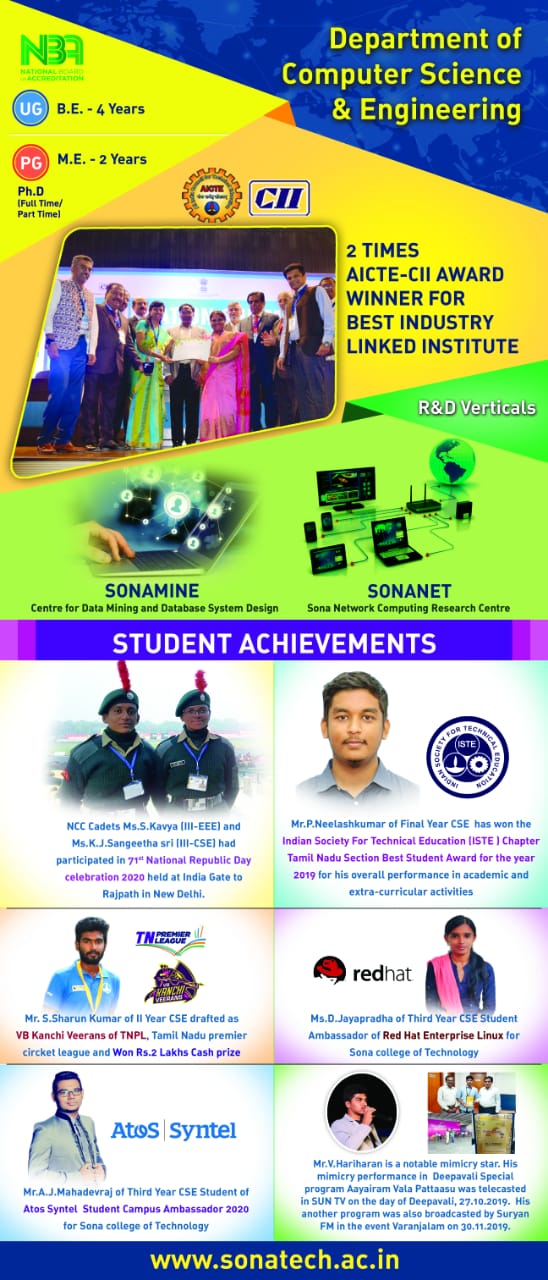 NBA
NATIONAL BOARD
OF ACCREDITATION
Department of
Computer Science
& Engineering
UG B.E. - 4 Years
PG M.E. - 2 Years
Ph.D
(Full Time/
Part Time)
AICTE
CII
2 TIMES
AICTE-CII AWARD
WINNER FOR
BEST INDUSTRY
LINKED INSTITUTE
R&D Verticals
SONAMINE
Centre for Data Mining and Database System Design
SONANET
Sona Network Computing Research Centre
STUDENT ACHIEVEMENTS
NCC Cadets Ms.S.Kavya (III-EEE) and
Ms.K.J.Sangeetha sri (III-CSE) had
participated in 71st National Republic Day
celebration 2020 held at India Gate to
Rajpath in New Delhi.
INDIAN SOCIETY FOR TECHNICAL EDUCATION
ISTE
Mr.P.Neelashkumar of Final Year CSE has won the
Indian Society For Technical Education (ISTE ) Chapter
Tamil Nadu Section Best Student Award for the year
2019 for his overall performance in academic and
extra-curricular activities
TN PREMIER
LEAGUE
VB
KANCHI
VEERANS
Mr. S.Sharun Kumar of II Year CSE drafted as
VB Kanchi Veerans of TNPL, Tamil Nadu premier
circket league and Won Rs.2 Lakhs Cash prize
redhat
Ms.D.Jayapradha of Third Year CSE Student
Ambassador of Red Hat Enterprise Linux for
Sona college of Technology
Atos Syntel
Mr.A.J.Mahadevraj of Third Year CSE Student of
Atos Syntel Student Campus Ambassador 2020
for Sona college of Technology
Mr.V.Hariharan is a notable mimicry star. His
mimicry performance in Deepavali Special
program Aayairam Vala Pattaasu was telecasted
in SUN TV on the day of Deepavali, 27.10.2019. His
another program was also broadcasted by Suryan
FM in the event Varanjalam on 30.11.2019.
www.sonatech.ac.in